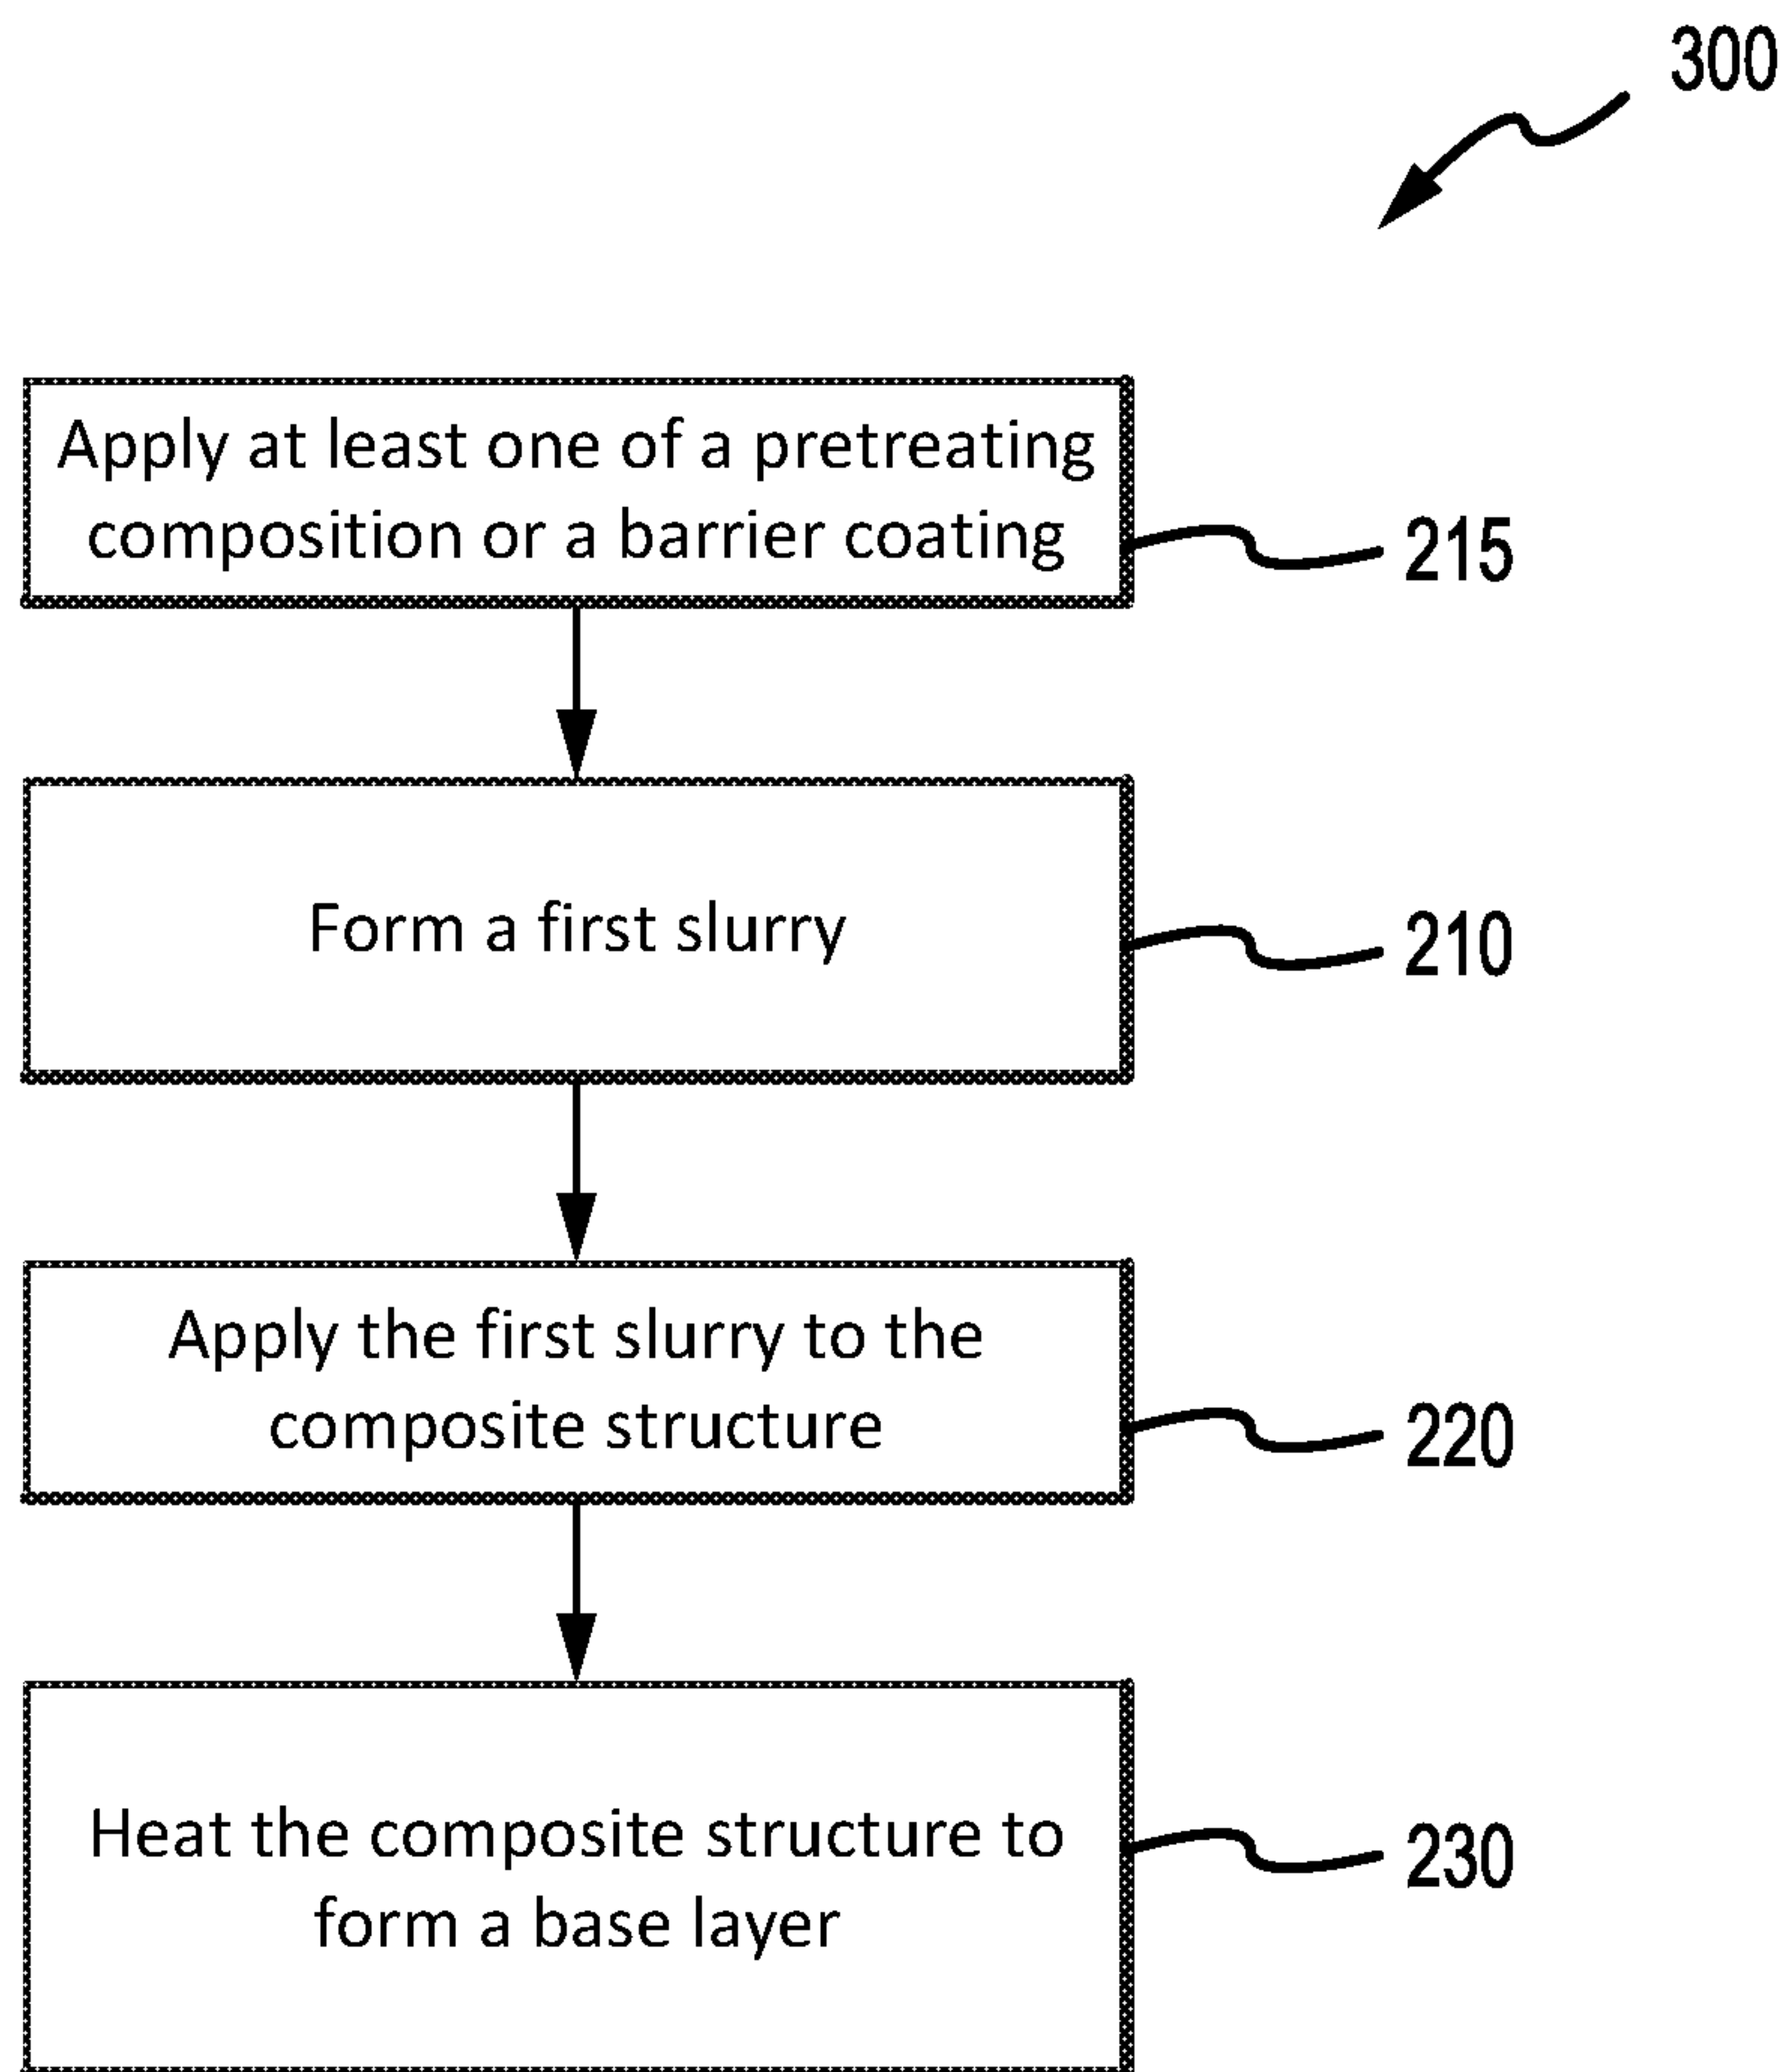 300
Apply at least one of a pretreating
composition or a barrier coating
215
Form a first slurry
210
Apply the first slurry to the
composite structure
220
Heat the composite structure to
form a base layer
230